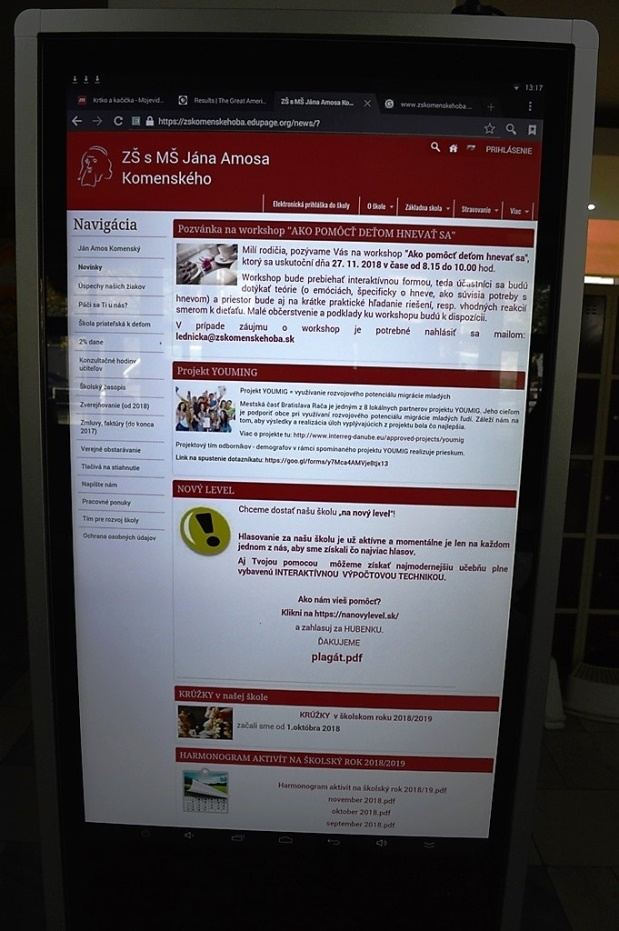 13:17
Krtko a kačička - Mojevid...
Results | The Great Ameri...
ZŠ s MŠ Jána Amosa Ko...
www.zskomenskehoba...
https://zskomenskehoba.edupage.org/news/?
ZŠ s MŠ Jána Amosa
Komenského
PRIHLÁSENIE
Elektronická prihláška do školy
O škole
Základná škola
Stravovanie
Viac
Navigácia
Ján Amos Komenský
Novinky
Úspechy našich žiakov
Páči sa Ti u nás?
Škola priateľská k deťom
2% dane
Konzultačné hodiny
učiteľov
Školský časopis
Zverejňovanie (od 2018)
Zmluvy, faktúry (do konca
2017)
Verejné obstarávanie
Tlačivá na stiahnutie
Napíšte nám
Pracovné ponuky
Tím pre rozvoj školy
Ochrana osobných údajov
Pozvánka na workshop "AKO POMÔCŤ DEŤOM HNEVAŤ SA"
Milí rodičia, pozývame Vás na workshop "Ako pomôcť deťom hnevať sa",
ktorý sa uskutoční dňa 27. 11. 2018 v čase od 8.15 do 10.00 hod.
Workshop bude prebiehať interaktívnou formou, teda účastníci sa budú
dotýkať teórie (o emóciách, špecificky o hneve, ako súvisia potreby s
hnevom) a priestor bude aj na krátke praktické hľadanie riešení, resp. vhodných reakcií
smerom k dieťaťu. Malé občerstvenie a podklady ku workshopu budú k dispozícii.
V prípade záujmu o workshop je potrebné nahlásiť sa mailom:
lednicka@zskomenskehoba.sk
Projekt YOUMING
Projekt YOUMIG = využívanie rozvojového potenciálu migrácie mladých
Mestská časť Bratislava Rača je jedným z 8 lokálnych partnerov projektu YOUMIG. Jeho cieľom
je podporiť obce pri využívaní rozvojového potenciálu migrácie mladých ľudí. Záleží nám na
tom, aby výsledky a realizácia úloh vyplývajúcich z projektu bola čo najlepšia.
Viac o projekte tu: http://www.interreg-danube.eu/approved-projects/youmig
Projektový tím odborníkov - demografov v rámci spomínaného projektu YOUMIG realizuje prieskum.
Link na spustenie dotazníkatu: https://goo.gl/forms/y7Mca4AMVje8tjx13
NOVÝ LEVEL
Chceme dostať našu školu „na nový level"!
Hlasovanie za našu školu je už aktívne a momentálne je len na každom
jednom z nás, aby sme získali čo najviac hlasov.
Aj Tvojou pomocou môžeme získať najmodernejšiu učebňu plne
vybavenú INTERAKTÍVNOU VÝPOČTOVOU TECHNIKOU.
Ako nám vieš pomôcť?
Klikni na https://nanovylevel.sk/
a zahlasuj za HUBENKU.
ĎAKUJEME
plagát.pdf
KRÚŽKY v našej škole
KRÚŽKY v školskom roku 2018/2019
začali sme od 1.októbra 2018
HARMONOGRAM AKTIVÍT NA ŠKOLSKÝ ROK 2018/2019
Harmonogram aktivít na školský rok 2018/19.pdf
november 2018.pdf
október 2018.pdf
september 2018.pdf